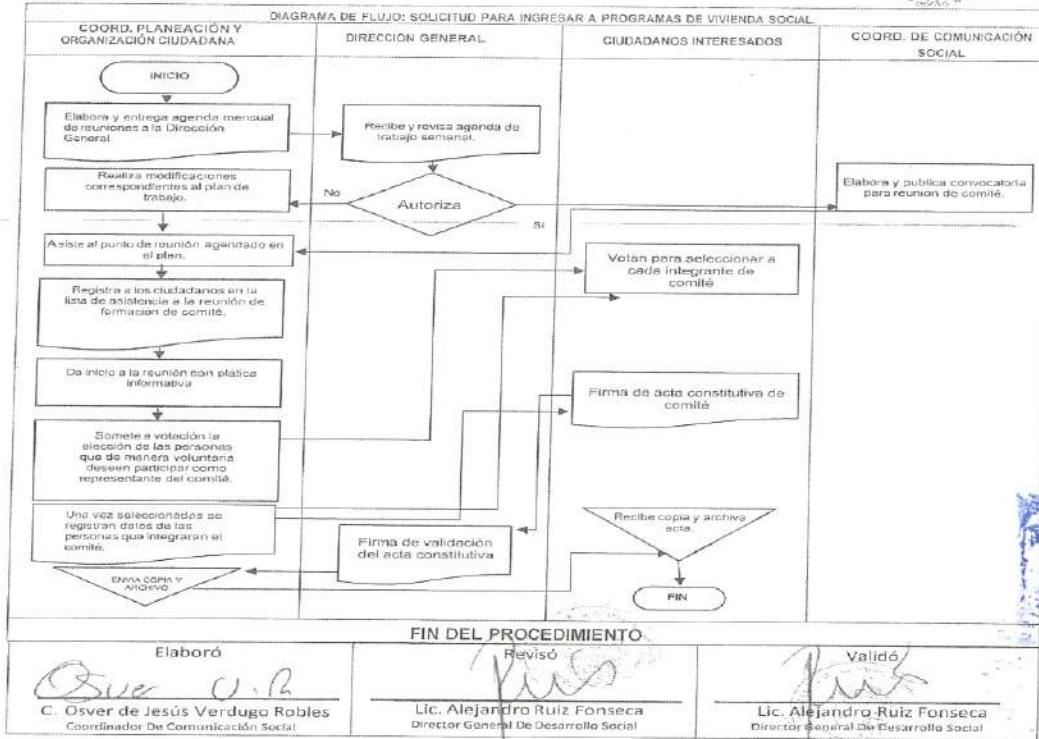 DIAGRAMA DE FLUJO: SOLICITUD PARA INGRESAR A PROGRAMAS DE VIVIENDA SOCIAL
COORD. PLANEACIÓN Y
ORGANIZACIÓN CIUDADANA
DIRECCION GENERAL
CIUDADANOS INTERESADOS
COORD. DE COMUNICACIÓN
SOCIAL
INICIO
Elabora y entrega agenda mensual
de reuniones a la Dirección
General
Recibe y revisa agenda de
trabajo semanal.
Realiza modificaciones
correspondientes al plan de
trabajo.
No
Autoriza
Si
Elabora y publica convocatoria
para reunion de comité.
Asiste al punto de reunión agendado en
el plan.
Votan para seleccionar a
cada integrante de
comité
Registra a los ciudadanos en la
lista de asistencia a la reunión de
formacion de comité.
Da inicio a la reunión con platica
informativa
Firma de acta constitutiva de
comité
Somete a votación la
elección de las personas
que de manera voluntaria
deseen participar como
representante del comité.
Una vez seleccionadas se
registran datos de las
personas que integraran el
comité.
Firma de validación
del acta constitutiva
Recibe copia y archiva
acta.
ENVIA COPIA Y
ARCHIVO
FIN
FIN DEL PROCEDIMIENTO
Elaboró
Revisó
Validó
C. Osver de Jesús Verdugo Robles
Coordinador De Comunicación Social
Lic. Alejandro Ruiz Fonseca
Director General De Desarrollo Social
Lic. Alejandro Ruiz Fonseca
Director General De Desarrollo Social